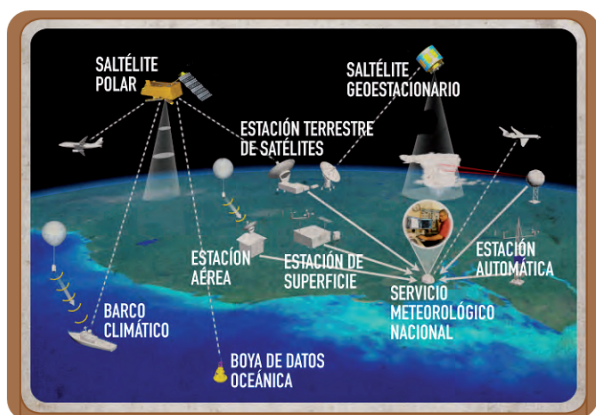 SALTÉLITE
POLAR
SALTÉLITE
GEOESTACIONARIO
ESTACIÓN TERRESTRE
DE SATÉLITES
ESTACÍON
AÉREA
ESTACIÓN DE
SUPERFICIE
ESTACIÓN
AUTOMÁTICA
SERVICIO
METEOROLÓGICO
NACIONAL
BARCO
CLIMÁTICO
BOYA DE DATOS
OCEÁNICA